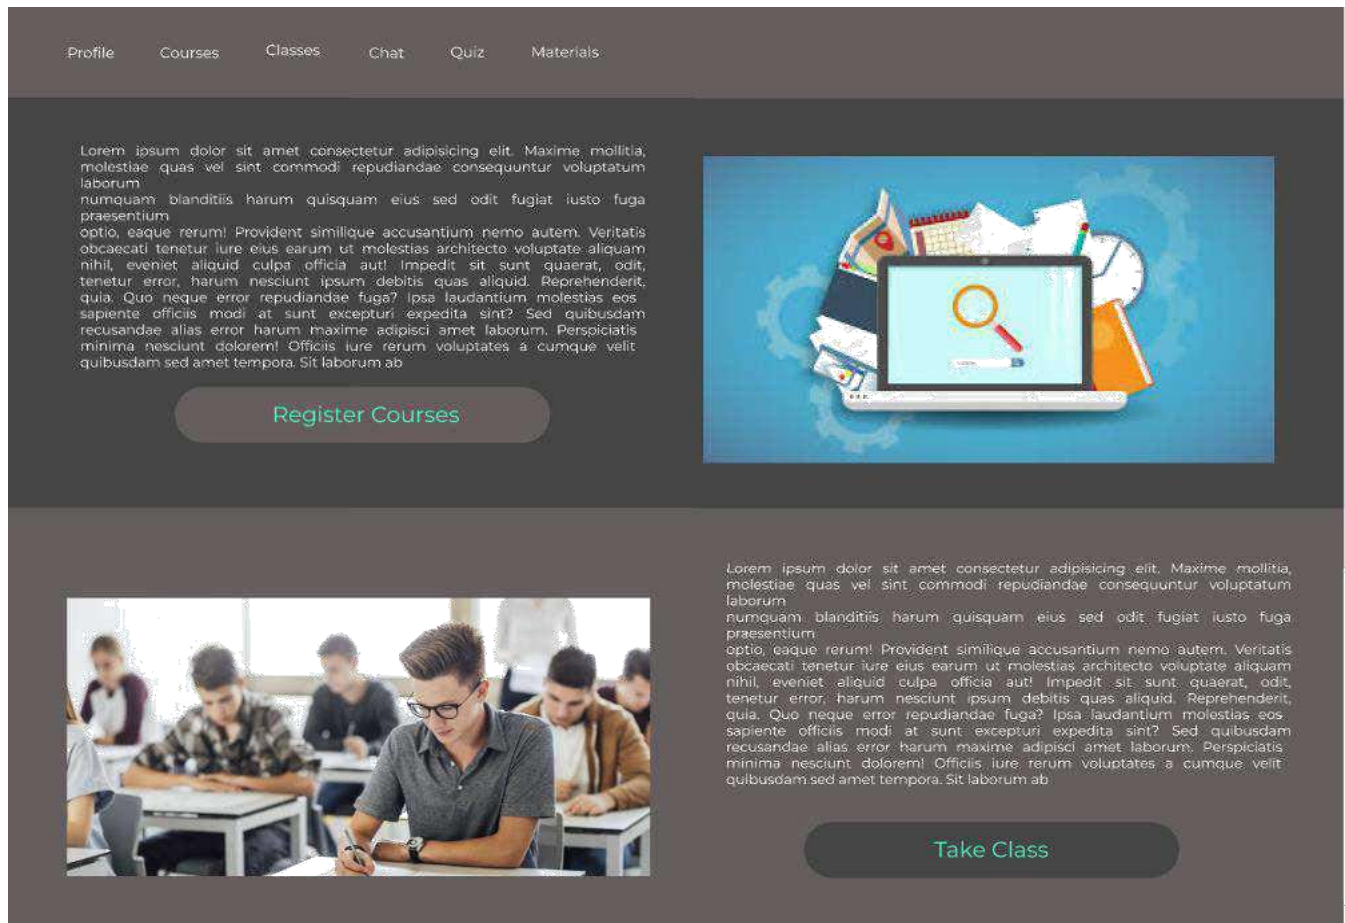 Profile
Courses
Classes
Chat
Quiz
Materials
Lorem ipsum dolor sit amet consectetur adipisicing elit. Maxime mollitia,
molestiae quas vel sint commodi repudiandae consequuntur voluptatum
laborum
numquam blanditiis harum quisquam eius sed odit fugiat iusto fuga
praesentium
optio, eaque rerum! Provident similique accusantium nemo autem. Veritatis
obcaecati tenetur iure eius earum ut molestias architecto voluptate aliquam
nihil, eveniet aliquid culpa officia aut! Impedit sit sunt quaerat, odit,
tenetur error, harum nesciunt ipsum debitis quas aliquid. Reprehenderit,
quia. Quo neque error repudiandae fuga? Ipsa laudantium molestias eos
sapiente officiis modi at sunt excepturi expedita sint? Sed quibusdam
recusandae alias error harum maxime adipisci amet laborum. Perspiciatis
minima nesciunt dolorem! Officiis iure rerum voluptates a cumque velit
quibusdam sed amet tempora. Sit laborum ab
Register Courses
Lorem ipsum dolor sit amet consectetur adipisicing elit. Maxime mollitia,
molestiae quas vel sint commodi repudiandae consequuntur voluptatum
laborum
numquam blanditiis harum quisquam eius sed odit fugiat iusto fuga
praesentium
optio, eaque rerum! Provident similique accusantium nemo autem. Veritatis
obcaecati tenetur iure eius earum ut molestias architecto voluptate aliquam
nihil, eveniet aliquid culpa officia aut! Impedit sit sunt quaerat, odit,
tenetur error, harum nesciunt ipsum debitis quas aliquid. Reprehenderit,
quia. Quo neque error repudiandae fuga? Ipsa laudantium molestias eos
sapiente officiis modi at sunt excepturi expedita sint? Sed quibusdam
recusandae alias error harum maxime adipisci amet laborum. Perspiciatis
minima nesciunt dolorem! Officiis iure rerum voluptates a cumque velit
quibusdam sed amet tempora. Sit laborum ab
Take Class